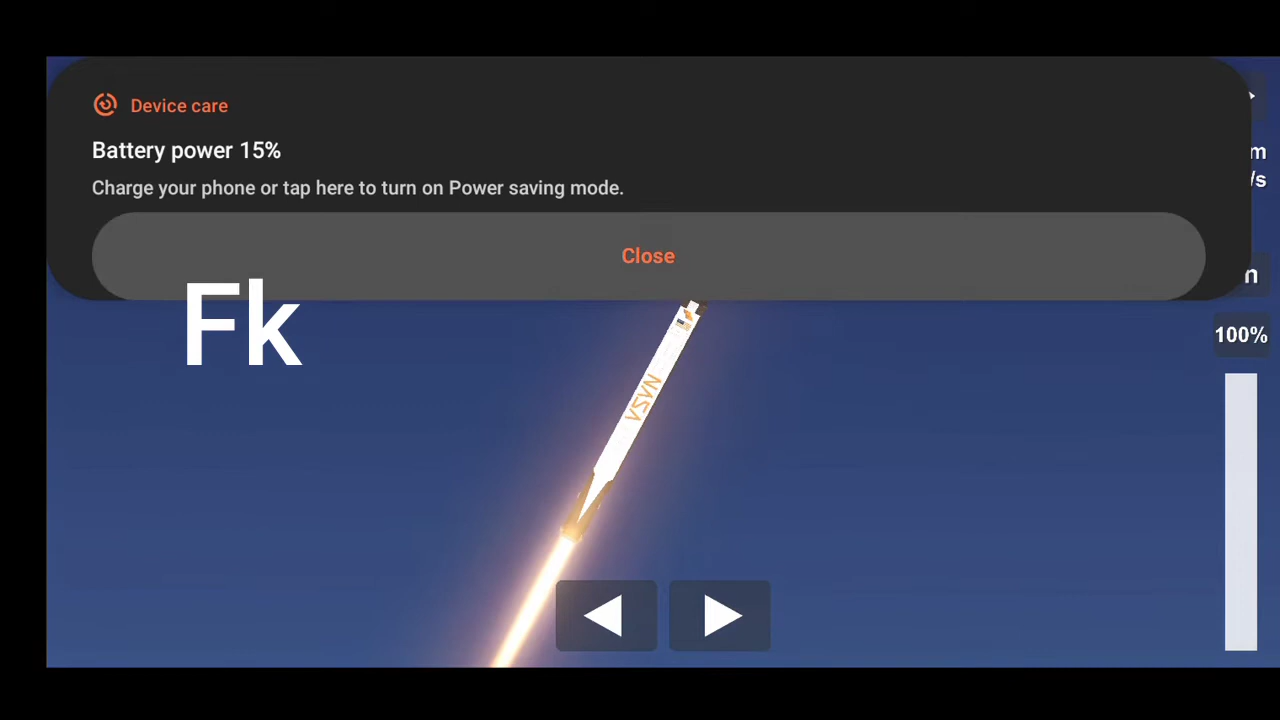 Device care
Battery power 15%
Charge your phone or tap here to turn on Power saving mode.
Close
m
/s
n
100%
Fk
NASA